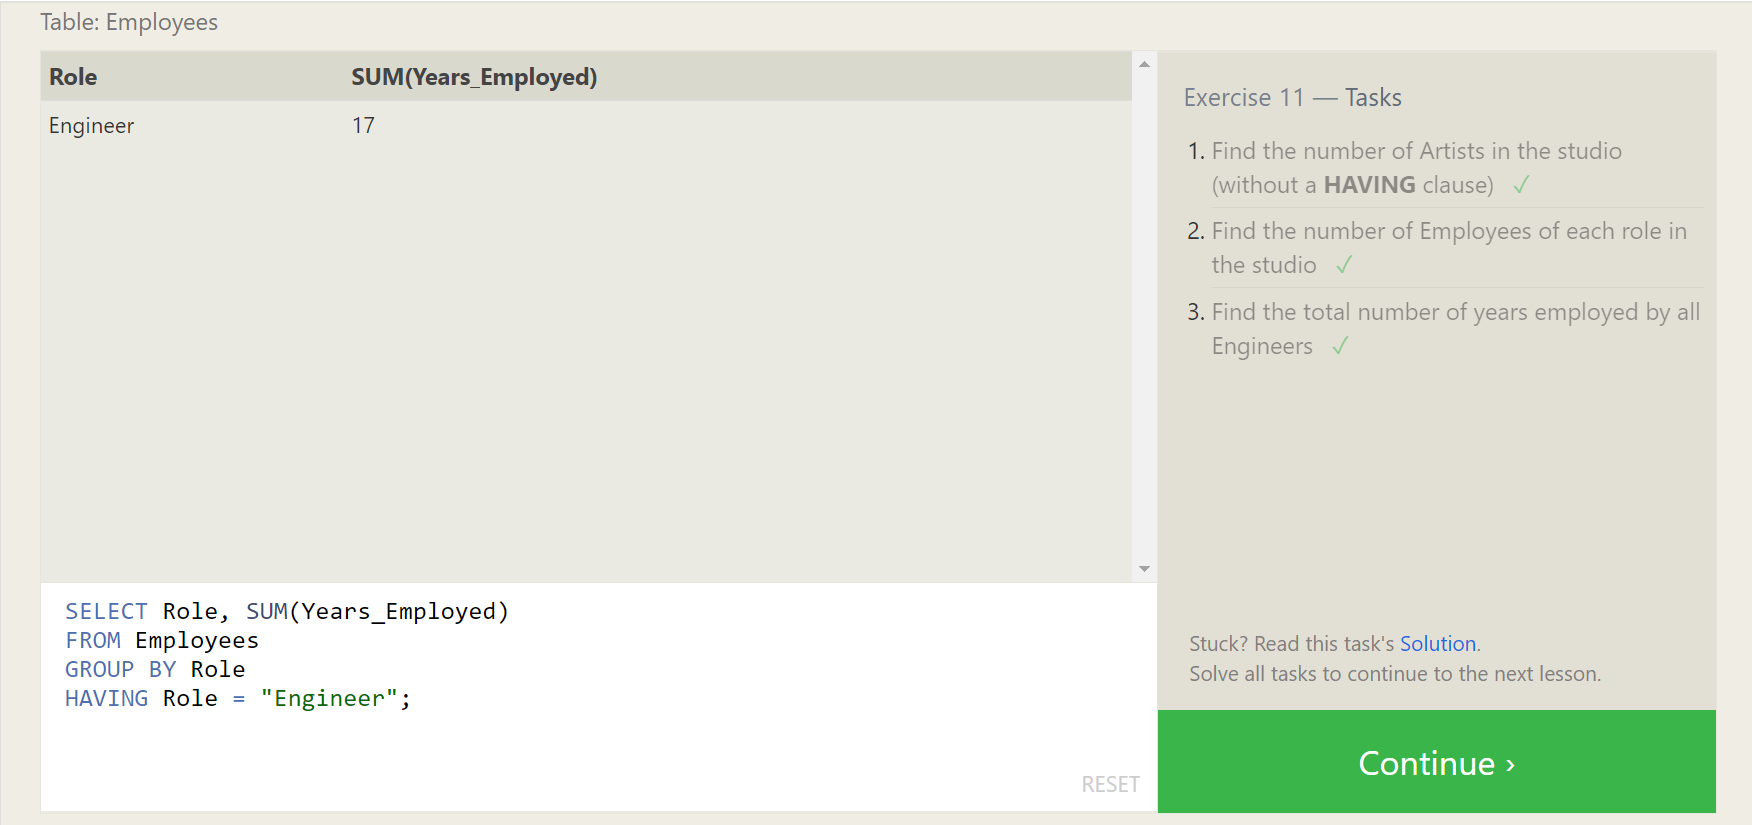 Table: Employees
Role SUM(Years_Employed)
Engineer 17
SELECT Role, SUM(Years_Employed)
FROM Employees
GROUP BY Role
HAVING Role = "Engineer";
RESET
Exercise 11 — Tasks
1. Find the number of Artists in the studio
(without a HAVING clause) ✓
2. Find the number of Employees of each role in
the studio ✓
3. Find the total number of years employed by all
Engineers ✓
Stuck? Read this task's Solution.
Solve all tasks to continue to the next lesson.
Continue ›